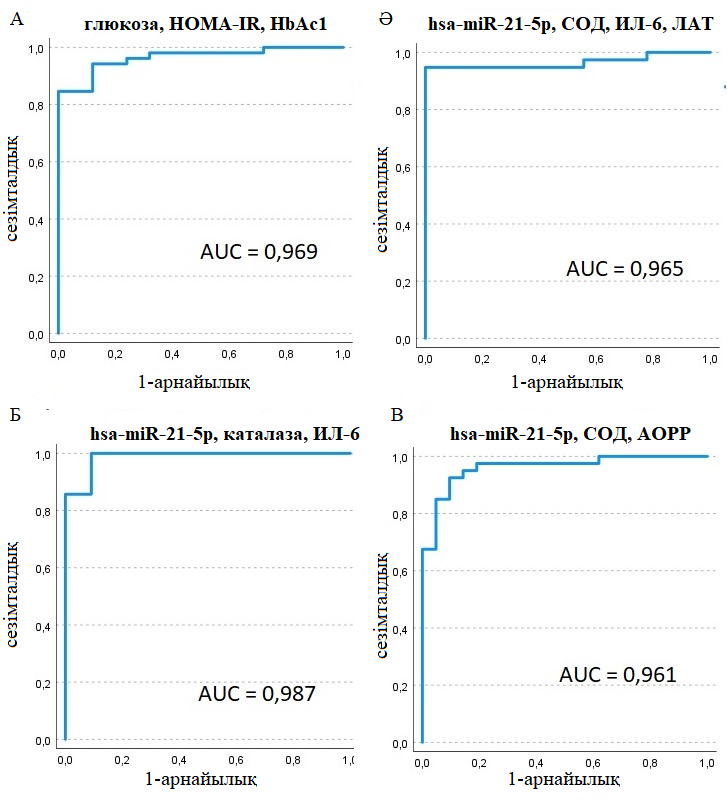 А
глюкоза, HOMA-IR, HbAc1
1,0
0,8
0,6
0,4
0,2
0,0
сезімталдық
AUC = 0,969
0,0 0,2 0,4 0,6 0,8 1,0
1-арнайылық
Ә
hsa-miR-21-5p, СОД, ИЛ-6, ЛАТ
1,0
0,8
0,6
0,4
0,2
0,0
сезімталдық
AUC = 0,965
0,0 0,2 0,4 0,6 0,8 1,0
1-арнайылық
Б
hsa-miR-21-5p, каталаза, ИЛ-6
1,0
0,8
0,6
0,4
0,2
0,0
сезімталдық
AUC = 0,987
0,0 0,2 0,4 0,6 0,8 1,0
1-арнайылық
В
hsa-miR-21-5p, СОД, АОРР
1,0
0,8
0,6
0,4
0,2
0,0
сезімталдық
AUC = 0,961
0,0 0,2 0,4 0,6 0,8 1,0
1-арнайылық